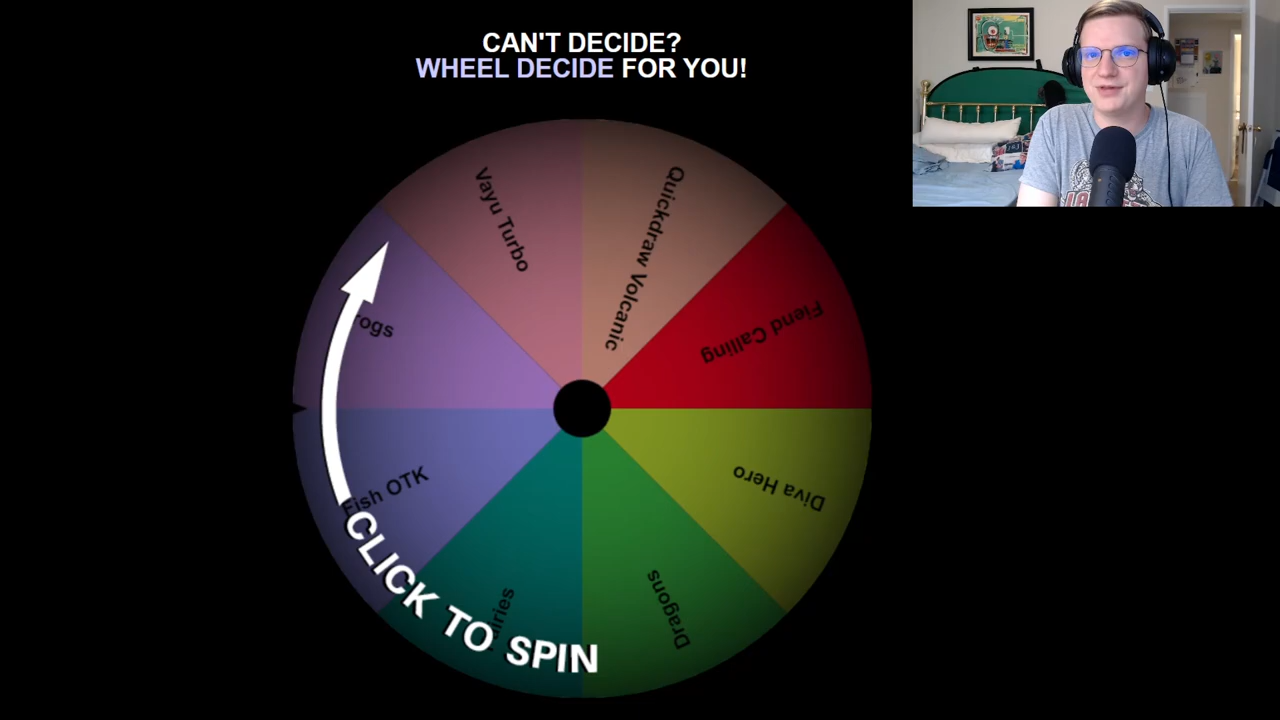 CAN'T DECIDE?
WHEEL DECIDE FOR YOU!
Vayu Turbo
Quickdraw Volcanic
Fiend Calling
Diva Hero
Dragons
Fish OTK
CLICK TO SPIN